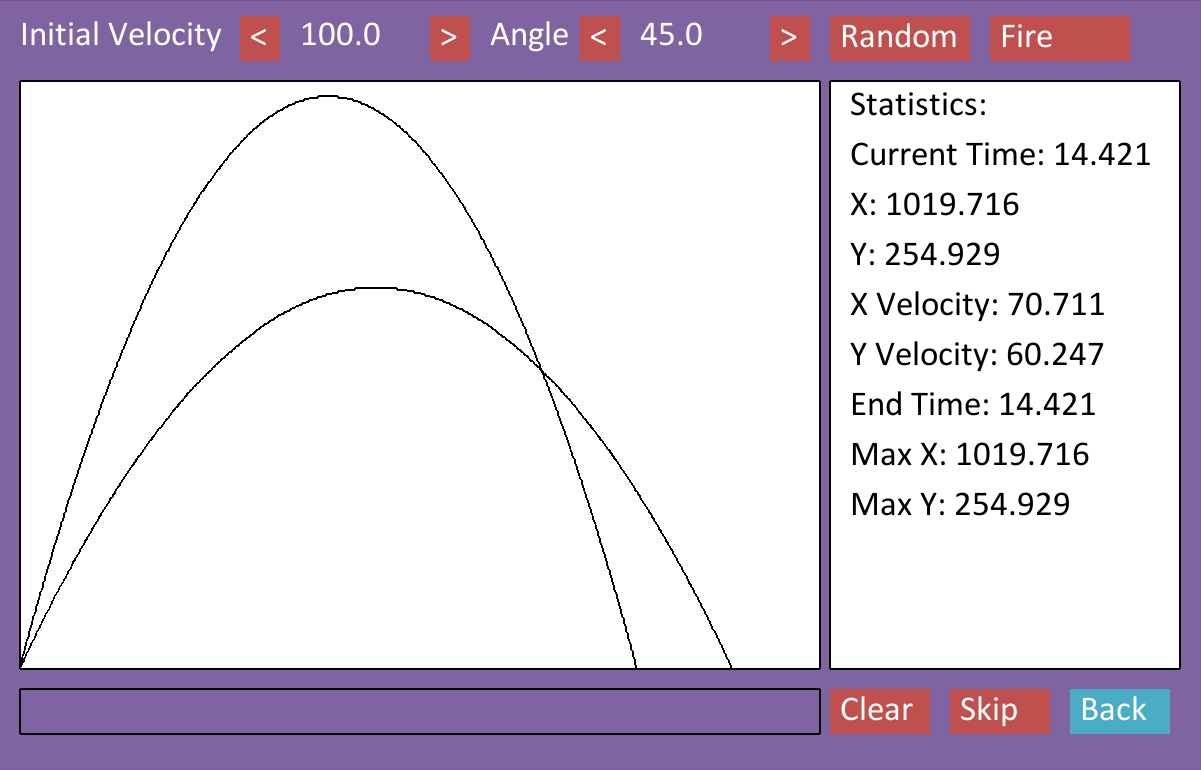 Initial Velocity < 100.0 > Angle < 45.0 > Random Fire
Statistics:
Current Time: 14.421
X: 1019.716
Y: 254.929
X Velocity: 70.711
Y Velocity: 60.247
End Time: 14.421
Max X: 1019.716
Max Y: 254.929
Clear Skip Back